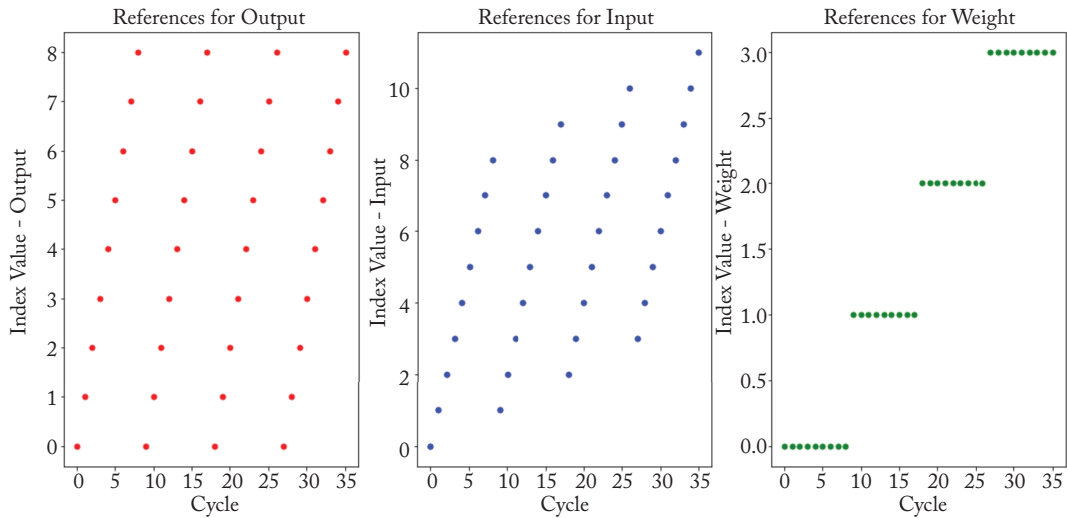 References for Output
8
7
6
5
4
3
2
1
0
Index Value - Output
0 5 10 15 20 25 30 35
Cycle
References for Input
10
8
6
4
2
0
Index Value - Input
0 5 10 15 20 25 30 35
Cycle
References for Weight
3.0
2.5
2.0
1.5
1.0
0.5
0.0
Index Value - Weight
0 5 10 15 20 25 30 35
Cycle